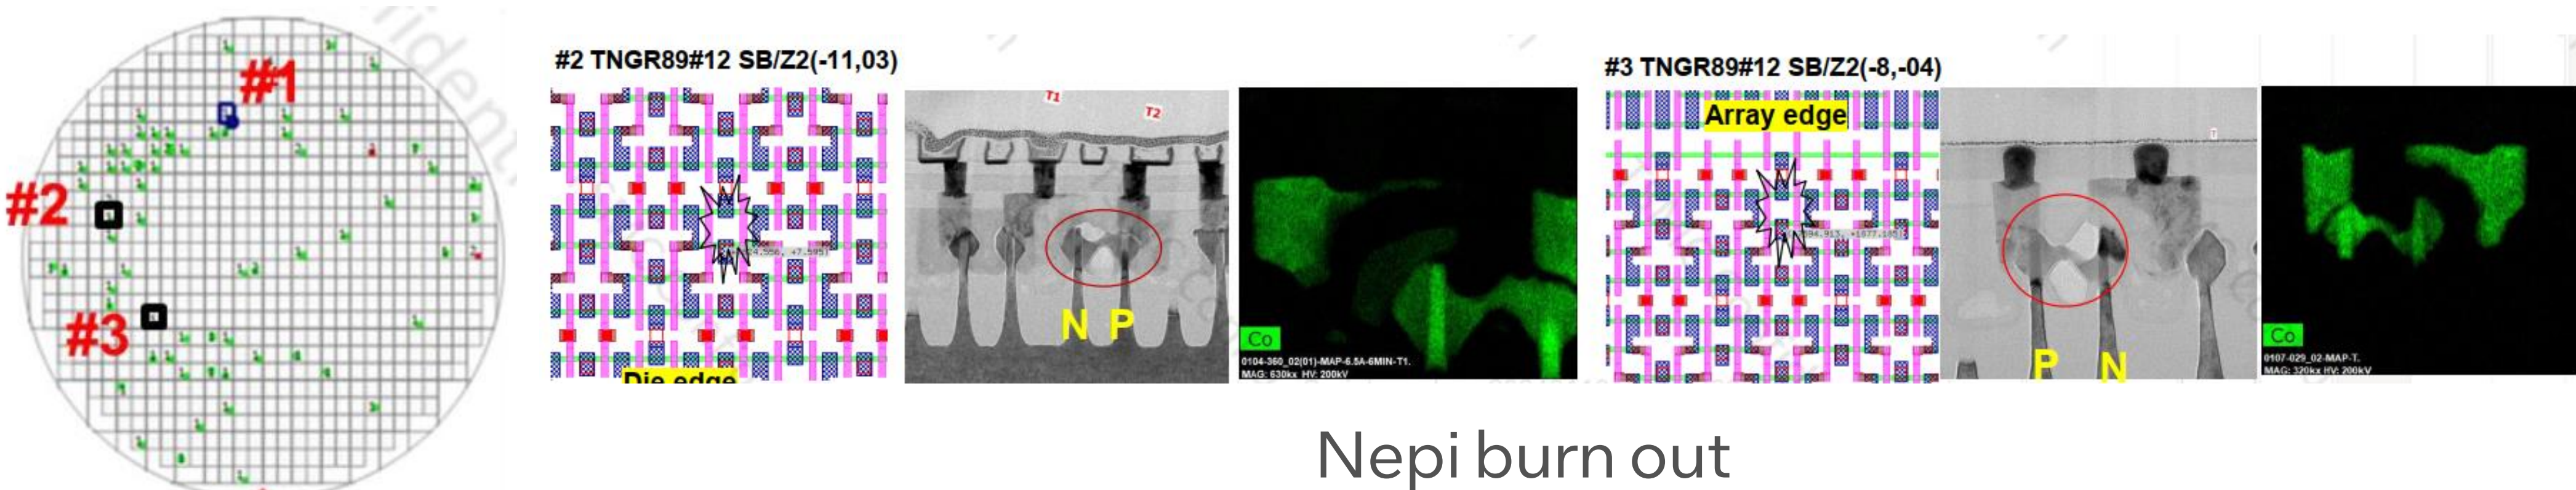 #1
#2
#3
#2 TNGR89#12 SB/Z2(-11,03)
Die edge
T1
T2
N P
Co
0104-360_02(01)-MAP-6.5A-6MIN-T1.
MAG: 630kx HV: 200kV
#3 TNGR89#12 SB/Z2(-8,-04)
Array edge
T
P N
Co
0107-029_02-MAP-T.
MAG: 320kx HV: 200kV
Nepi burn out